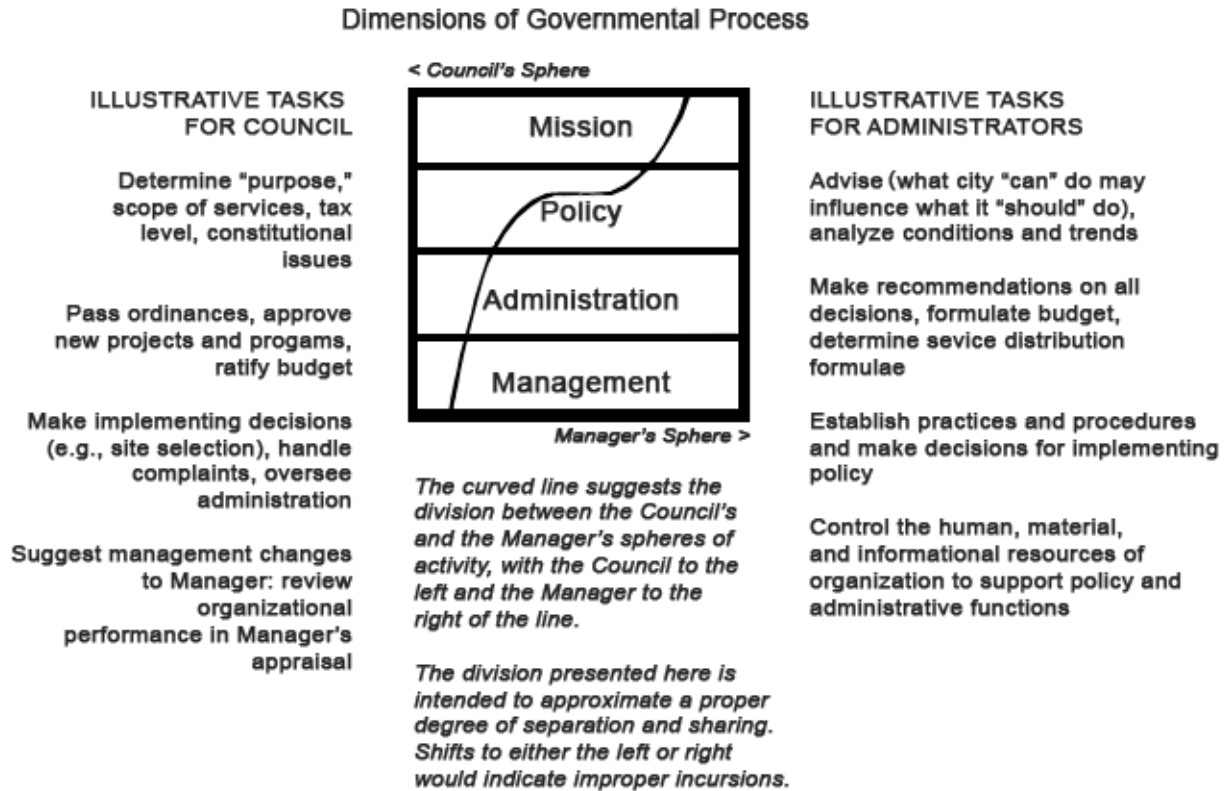 Dimensions of Governmental Process
< Council's Sphere
ILLUSTRATIVE TASKS
FOR COUNCIL
Determine “purpose,”
scope of services, tax
level, constitutional
issues
Pass ordinances, approve
new projects and progams,
ratify budget
Make implementing decisions
(e.g., site selection), handle
complaints, oversee
administration
Suggest management changes
to Manager: review
organizational
performance in Manager's
appraisal
Mission
Policy
Administration
Management
Manager's Sphere >
The curved line suggests the
division between the Council's
and the Manager's spheres of
activity, with the Council to the
left and the Manager to the
right of the line.
The division presented here is
intended to approximate a proper
degree of separation and sharing.
Shifts to either the left or right
would indicate improper incursions.
ILLUSTRATIVE TASKS
FOR ADMINISTRATORS
Advise (what city “can” do may
influence what it “should” do),
analyze conditions and trends
Make recommendations on all
decisions, formulate budget,
determine sevice distribution
formulae
Establish practices and procedures
and make decisions for implementing
policy
Control the human, material,
and informational resources of
organization to support policy and
administrative functions